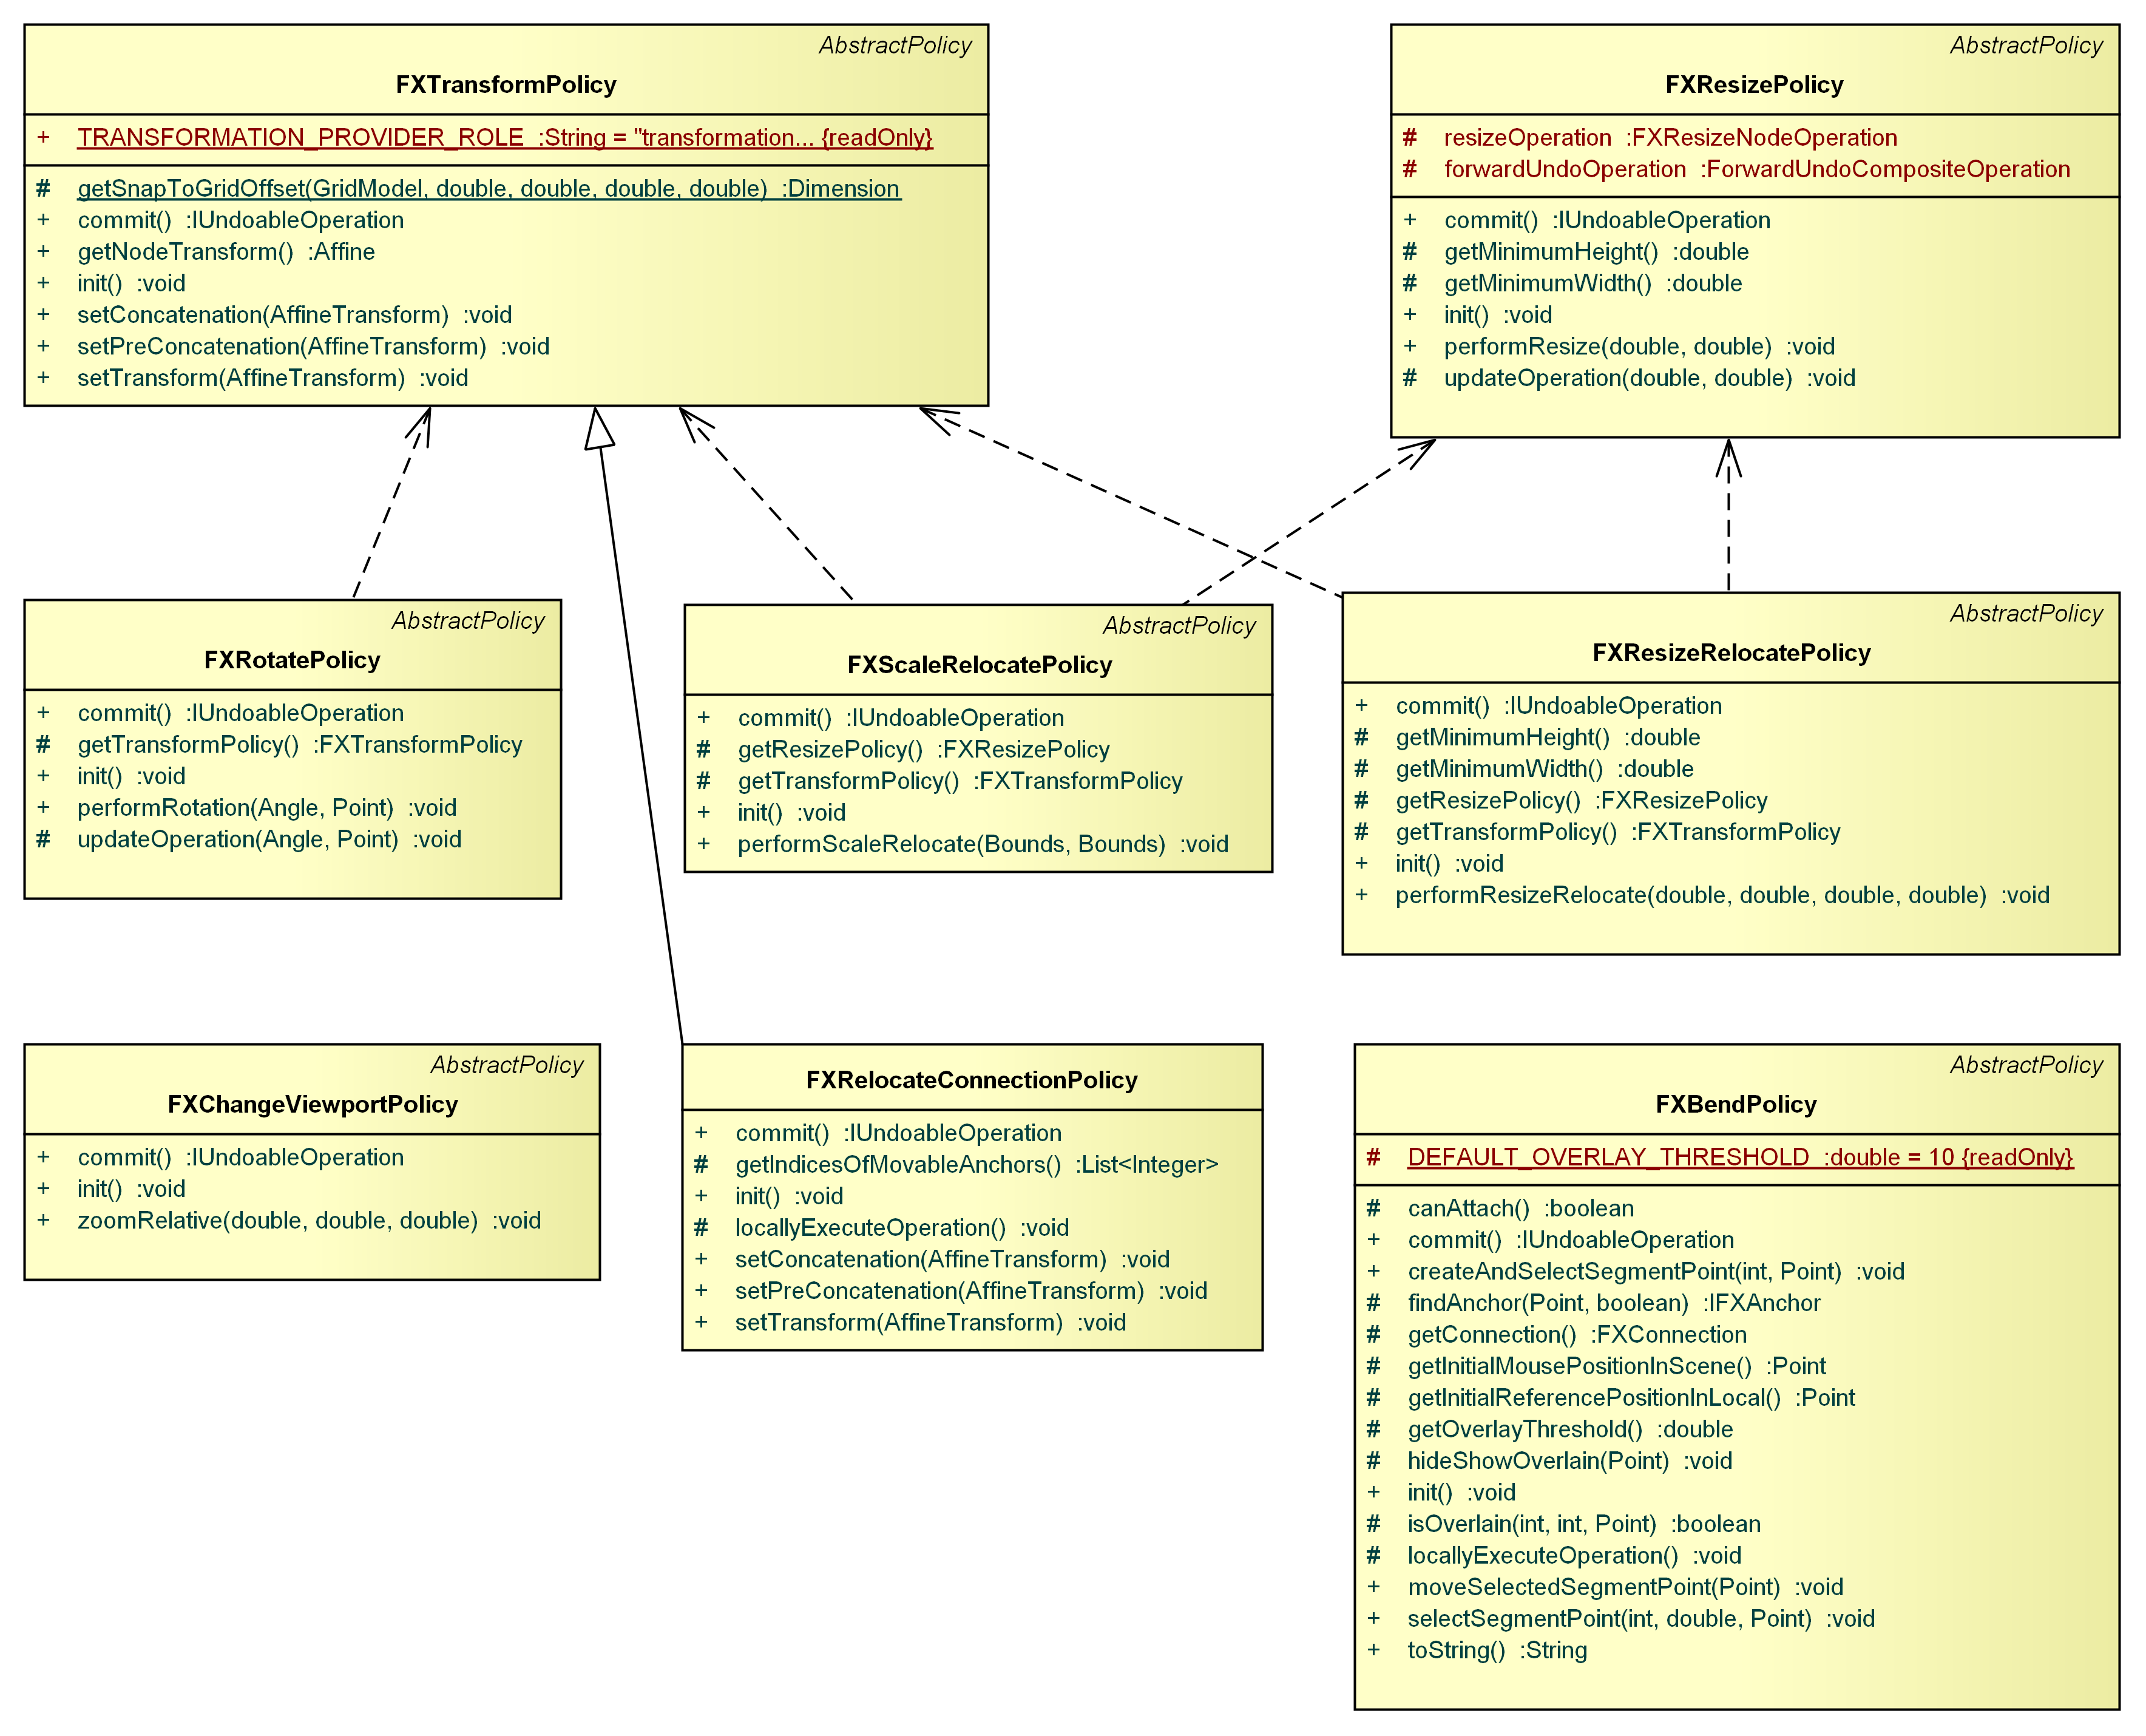 AbstractPolicy
FXTransformPolicy
+ TRANSFORMATION_PROVIDER_ROLE :String = "transformation... {readOnly}
# getSnapToGridOffset(GridModel, double, double, double, double) :Dimension
+ commit() :IUndoableOperation
+ getNodeTransform() :Affine
+ init() :void
+ setConcatenation(AffineTransform) :void
+ setPreConcatenation(AffineTransform) :void
+ setTransform(AffineTransform) :void
AbstractPolicy
FXResizePolicy
# resizeOperation :FXResizeNodeOperation
# forwardUndoOperation :ForwardUndoCompositeOperation
+ commit() :IUndoableOperation
# getMinimumHeight() :double
# getMinimumWidth() :double
+ init() :void
+ performResize(double, double) :void
# updateOperation(double, double) :void
AbstractPolicy
FXRotatePolicy
+ commit() :IUndoableOperation
# getTransformPolicy() :FXTransformPolicy
+ init() :void
+ performRotation(Angle, Point) :void
# updateOperation(Angle, Point) :void
AbstractPolicy
FXScaleRelocatePolicy
+ commit() :IUndoableOperation
# getResizePolicy() :FXResizePolicy
# getTransformPolicy() :FXTransformPolicy
+ init() :void
+ performScaleRelocate(Bounds, Bounds) :void
AbstractPolicy
FXResizeRelocatePolicy
+ commit() :IUndoableOperation
# getMinimumHeight() :double
# getMinimumWidth() :double
# getResizePolicy() :FXResizePolicy
# getTransformPolicy() :FXTransformPolicy
+ init() :void
+ performResizeRelocate(double, double, double, double) :void
AbstractPolicy
FXChangeViewportPolicy
+ commit() :IUndoableOperation
+ init() :void
+ zoomRelative(double, double, double) :void
FXRelocateConnectionPolicy
+ commit() :IUndoableOperation
# getIndicesOfMovableAnchors() :List<Integer>
+ init() :void
# locallyExecuteOperation() :void
+ setConcatenation(AffineTransform) :void
+ setPreConcatenation(AffineTransform) :void
+ setTransform(AffineTransform) :void
AbstractPolicy
FXBendPolicy
# DEFAULT_OVERLAY_THRESHOLD :double = 10 {readOnly}
# canAttach() :boolean
+ commit() :IUndoableOperation
+ createAndSelectSegmentPoint(int, Point) :void
# findAnchor(Point, boolean) :IFXAnchor
# getConnection() :FXConnection
# getInitialMousePositionInScene() :Point
# getInitialReferencePositionInLocal() :Point
# getOverlayThreshold() :double
# hideShowOverlain(Point) :void
+ init() :void
# isOverlain(int, int, Point) :boolean
# locallyExecuteOperation() :void
+ moveSelectedSegmentPoint(Point) :void
+ selectSegmentPoint(int, double, Point) :void
+ toString() :String